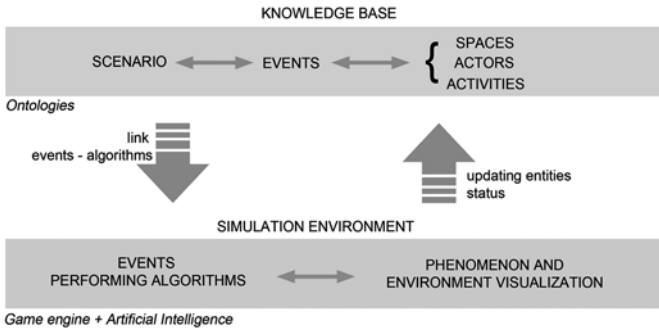 KNOWLEDGE BASE
SCENARIO
EVENTS
SPACES
ACTORS
ACTIVITIES
Ontologies
link
events - algorithms
updating entities
status
SIMULATION ENVIRONMENT
EVENTS
PERFORMING ALGORITHMS
PHENOMENON AND
ENVIRONMENT VISUALIZATION
Game engine + Artificial Intelligence